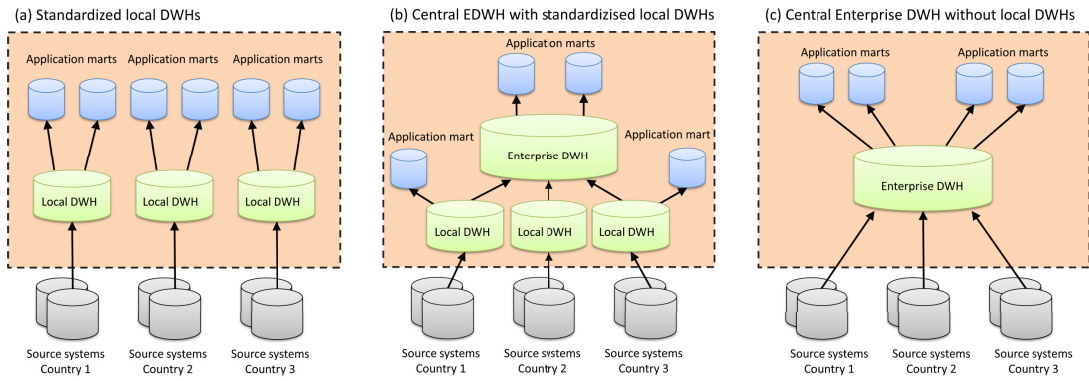 (a) Standardized local DWHs
Application marts Application marts Application marts
Local DWH Local DWH Local DWH
Source systems Source systems Source systems
Country 1 Country 2 Country 3
(b) Central EDWH with standardizised local DWHs
Application marts
Application mart Application mart
Enterprise DWH
Local DWH Local DWH Local DWH
Source systems Source systems Source systems
Country 1 Country 2 Country 3
(c) Central Enterprise DWH without local DWHs
Application marts Application marts
Enterprise DWH
Source systems Source systems Source systems
Country 1 Country 2 Country 3